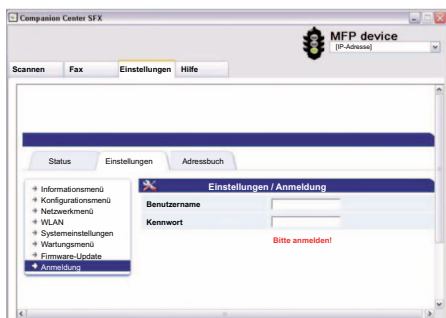 Companion Center SFX
MFP device
[IP-Adresse]
Scannen Fax Einstellungen Hilfe
Status Einstellungen Adressbuch
Informationsmenü
Konfigurationsmenü
Netzwerkmenü
WLAN
Systemeinstellungen
Wartungsmenü
Firmware-Update
Anmeldung
Einstellungen / Anmeldung
Benutzername
Kennwort
Bitte anmelden!